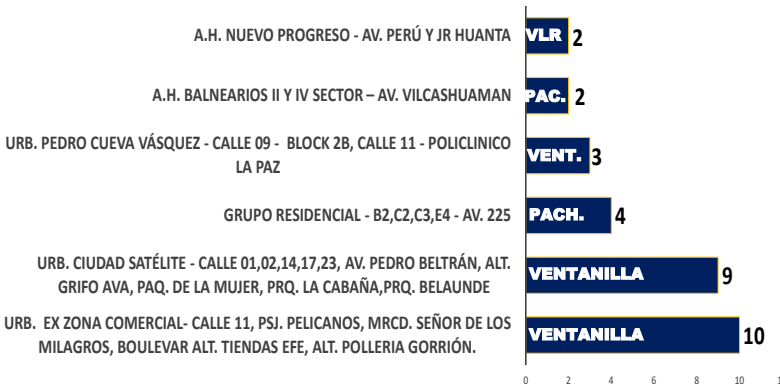 A.H. NUEVO PROGRESO - AV. PERÚ Y JR HUANTA
VLR 2
A.H. BALNEARIOS II Y IV SECTOR – AV. VILCASHUAMAN
PAC. 2
URB. PEDRO CUEVA VÁSQUEZ - CALLE 09 - BLOCK 2B, CALLE 11 - POLICLINICO
LA PAZ
VENT. 3
GRUPO RESIDENCIAL - B2,C2,C3,E4 - AV. 225
PACH. 4
URB. CIUDAD SATÉLITE - CALLE 01,02,14,17,23, AV. PEDRO BELTRÁN, ALT.
GRIFO AVA, PAQ. DE LA MUJER, PRQ. LA CABAÑA,PRQ. BELAUNDE
VENTANILLA 9
URB. EX ZONA COMERCIAL- CALLE 11, PSJ. PELICANOS, MRCD. SEÑOR DE LOS
MILAGROS, BOULEVAR ALT. TIENDAS EFE, ALT. POLLERIA GORRIÓN.
VENTANILLA 10
0 2 4 6 8 10